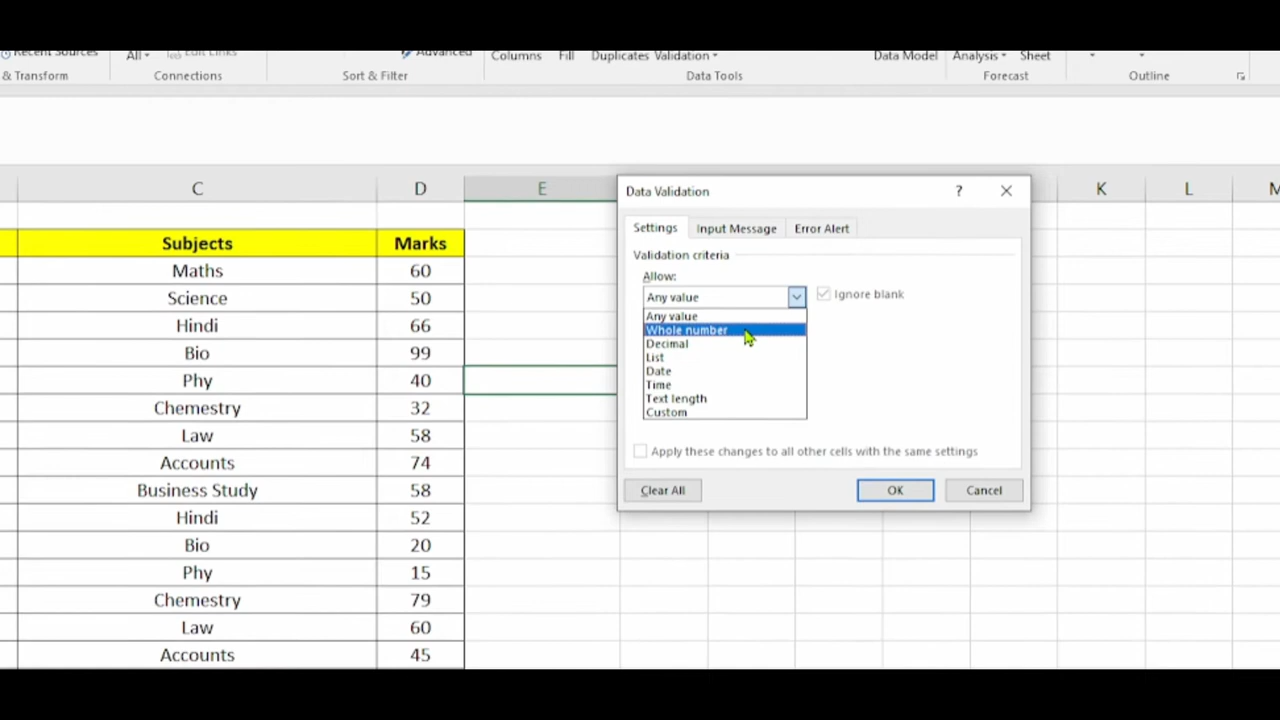 Recent Sources All Edit Links Advanced Columns Fill Duplicates Validation Data Model Analysis Sheet
& Transform Connections Sort & Filter Data Tools Forecast Outline
C D E K L M
Subjects Marks
Maths 60
Science 50
Hindi 66
Bio 99
Phy 40
Chemestry 32
Law 58
Accounts 74
Business Study 58
Hindi 52
Bio 20
Phy 15
Chemestry 79
Law 60
Accounts 45
Data Validation ? ×
Settings Input Message Error Alert
Validation criteria
Allow:
Any value Ignore blank
Any value
Whole number
Decimal
List
Date
Time
Text length
Custom
Apply these changes to all other cells with the same settings
Clear All OK Cancel